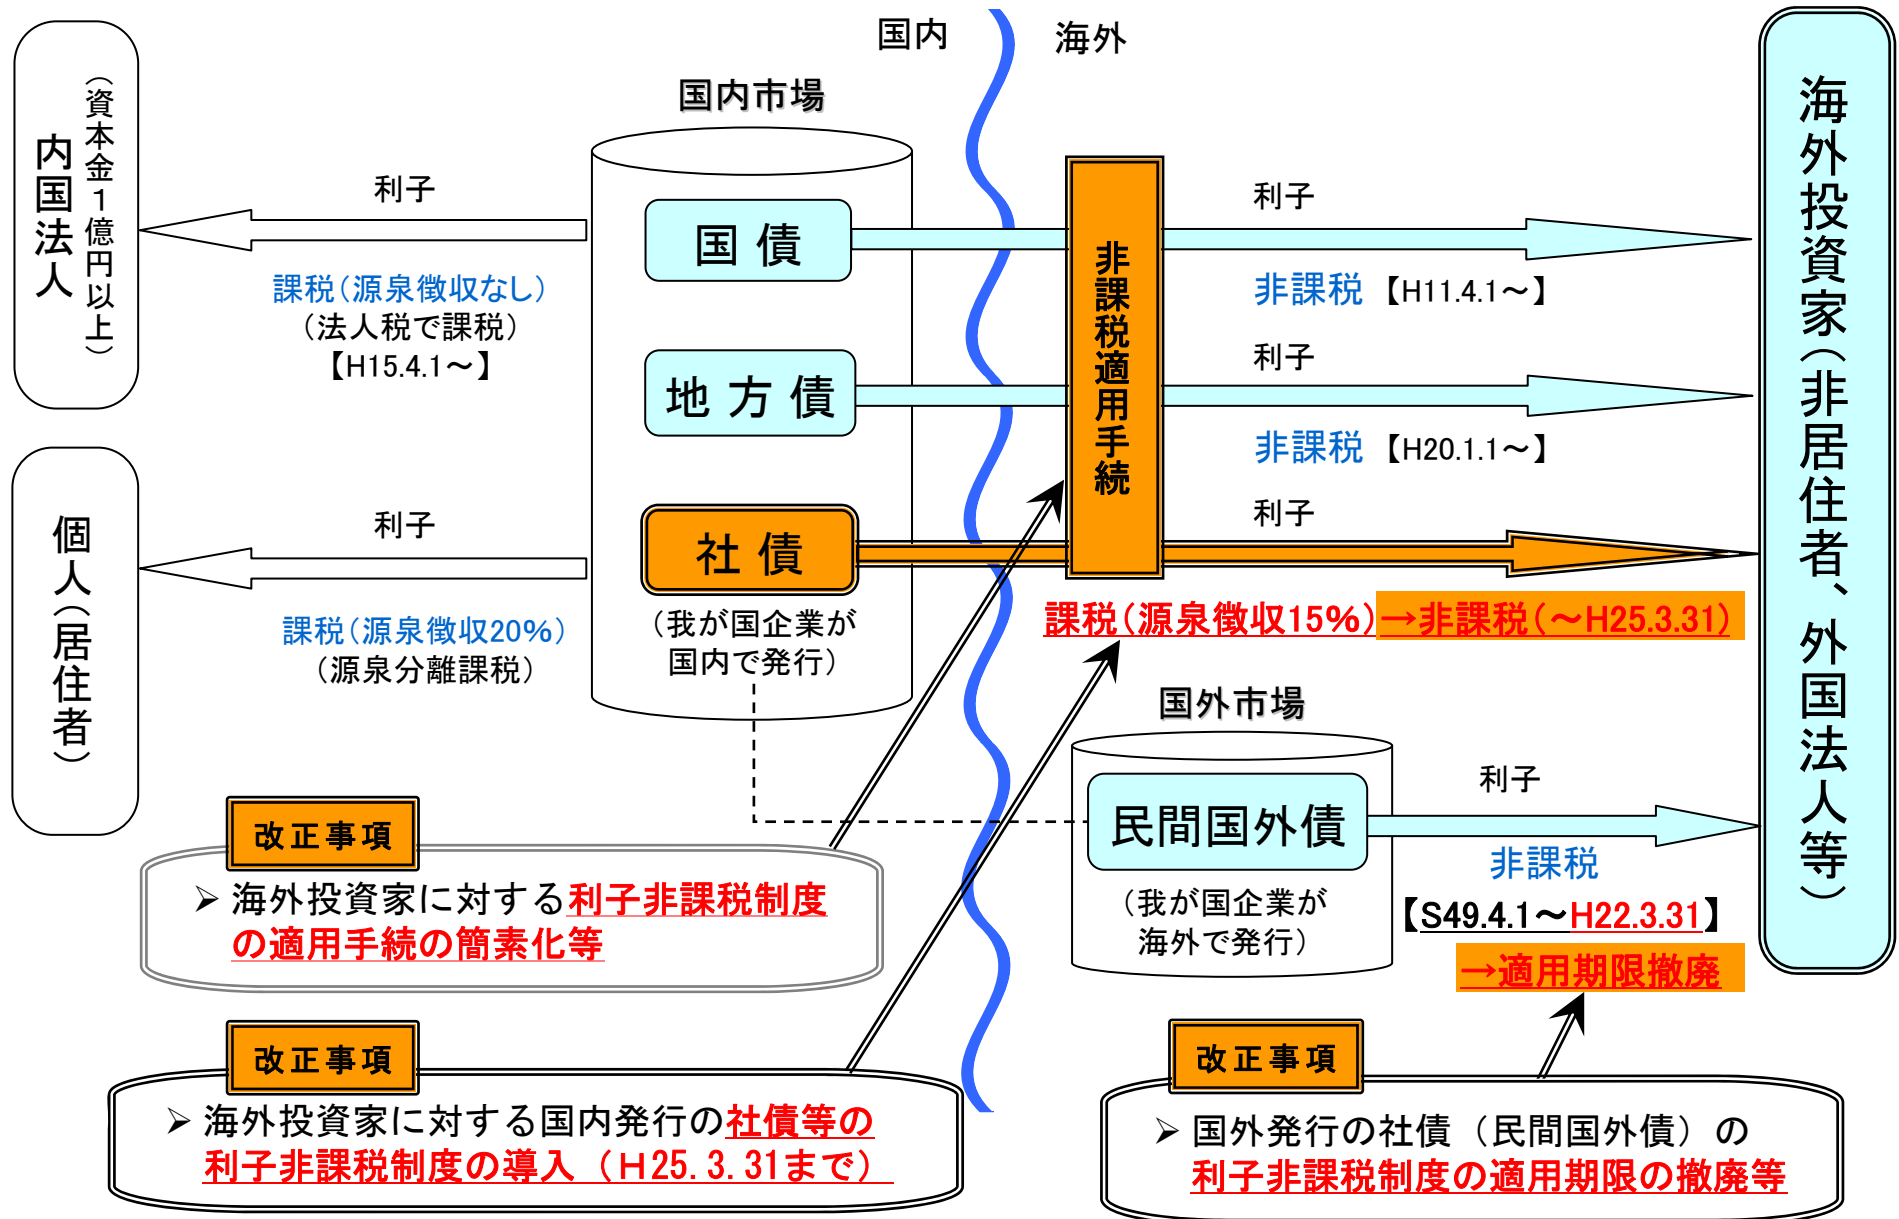 国内
海外
内国法人
（資本金１億円以上）
個人（居住者）
国内市場
利子
課税（源泉徴収なし）
（法人税で課税）
【H15.4.1～】
利子
課税（源泉徴収20%）
（源泉分離課税）
国 債
地 方 債
社 債
（我が国企業が
国内で発行）
非課税適用手続
利子
非課税 【H11.4.1～】
利子
非課税 【H20.1.1～】
利子
課税（源泉徴収15%）→非課税（～H25.3.31）
海外投資家（非居住者、外国法人等）
国外市場
民間国外債
（我が国企業が
海外で発行）
利子
非課税
【S49.4.1～H22.3.31】
→適用期限撤廃
改正事項
➢ 海外投資家に対する利子非課税制度
の適用手続の簡素化等
改正事項
➢ 海外投資家に対する国内発行の社債等の
利子非課税制度の導入（Ｈ25.3.31まで）
改正事項
➢ 国外発行の社債（民間国外債）の
利子非課税制度の適用期限の撤廃等